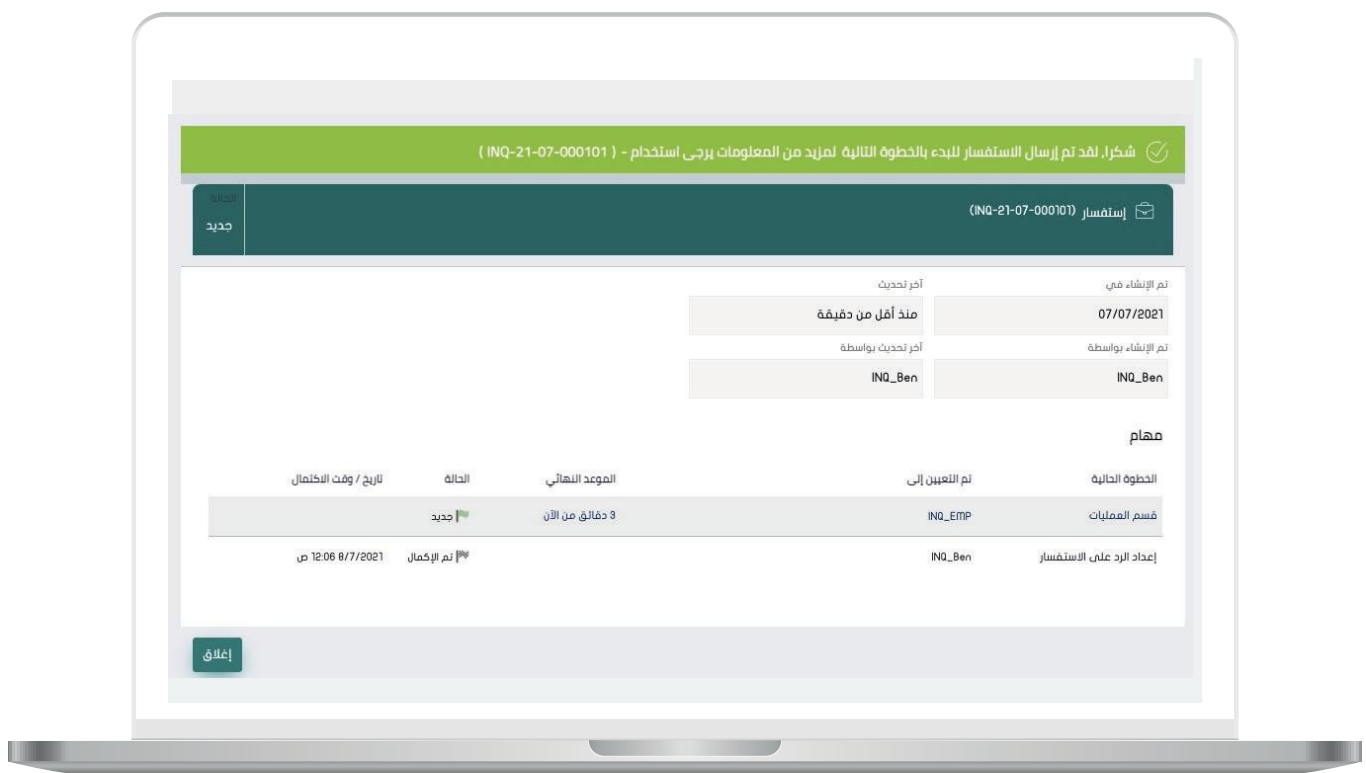 شكرا, لقد تم إرسال الاستفسار للبدء بالخطوة التالية لمزيد من المعلومات يرجى استخدام - ( INQ-21-07-000101 )
إستفسار (INQ-21-07-000101)
الحالة
جديد
تم الإنشاء في آخر تحديث
07/07/2021 منذ أقل من دقيقة
تم الإنشاء بواسطة آخر تحديث بواسطة
INQ_Ben INQ_Ben
مهام
الخطوة الحالية تم التعيين إلى الموعد النهائي الحالة تاريخ / وقت الاكتمال
قسم العمليات INQ_EMP 3 دقائق من الآن جديد
إعداد الرد على الاستفسار INQ_Ben تم الإكمال 8/7/2021 12:06 ص
إغلاق